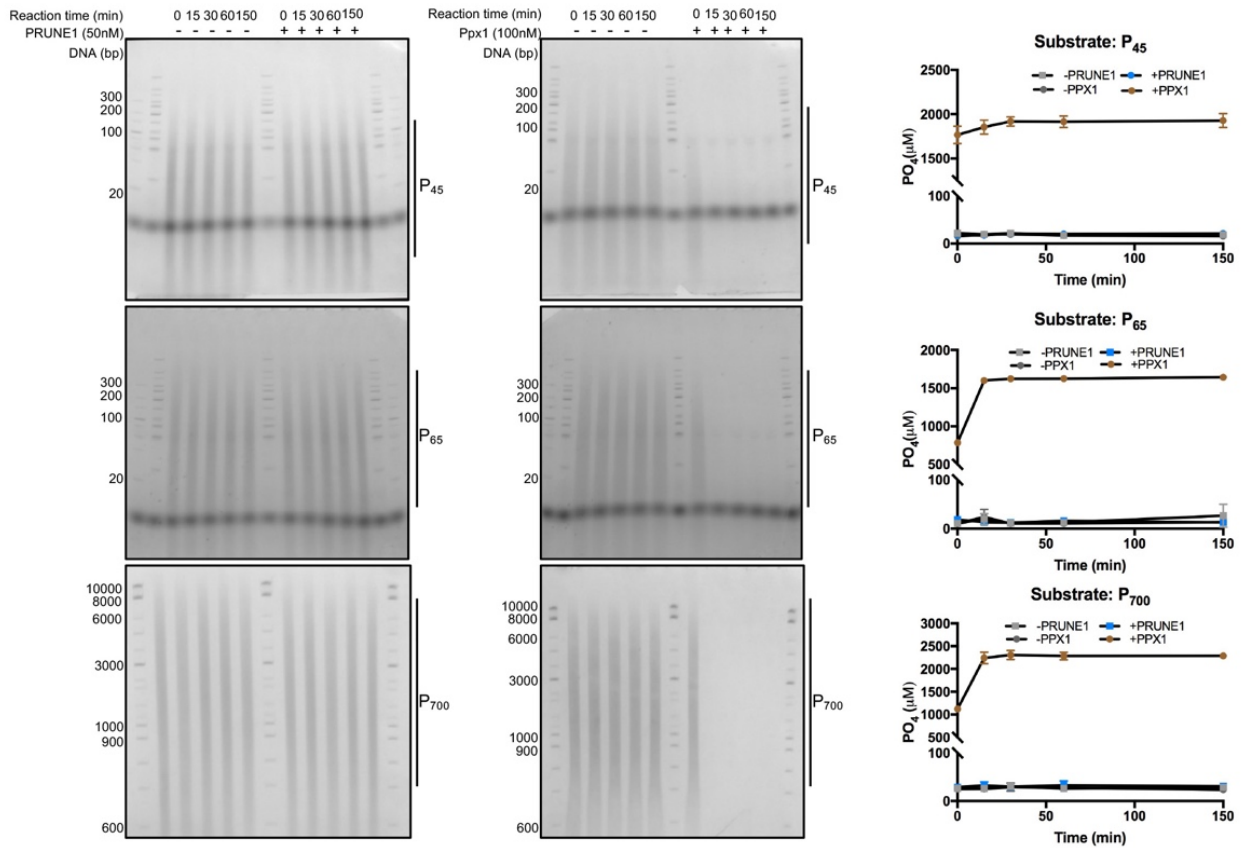 Reaction time (min) 0 15 30 60 150 0 15 30 60 150
PRUNE1 (50nM) - - - - - + + + + +
DNA (bp)
300
200
100
20
P45
300
200
100
20
P65
10000
8000
6000
3000
1000
900
600
P700
Reaction time (min) 0 15 30 60 150 0 15 30 60 150
Ppx1 (100nM) - - - - - + + + + +
DNA (bp)
300
200
100
20
P45
300
200
100
20
P65
10000
8000
6000
3000
1000
900
600
P700
Substrate: P45
-PRUNE1 +PRUNE1
-PPX1 +PPX1
2500
2000
1500
100
0
PO4(μM)
0 50 100 150
Time (min)
Substrate: P65
-PRUNE1 +PRUNE1
-PPX1 +PPX1
2000
1500
1000
500
100
0
PO4(μM)
0 50 100 150
Time (min)
Substrate: P700
-PRUNE1 +PRUNE1
-PPX1 +PPX1
3000
2500
2000
1500
1000
500
100
0
PO4 (μM)
0 50 100 150
Time (min)